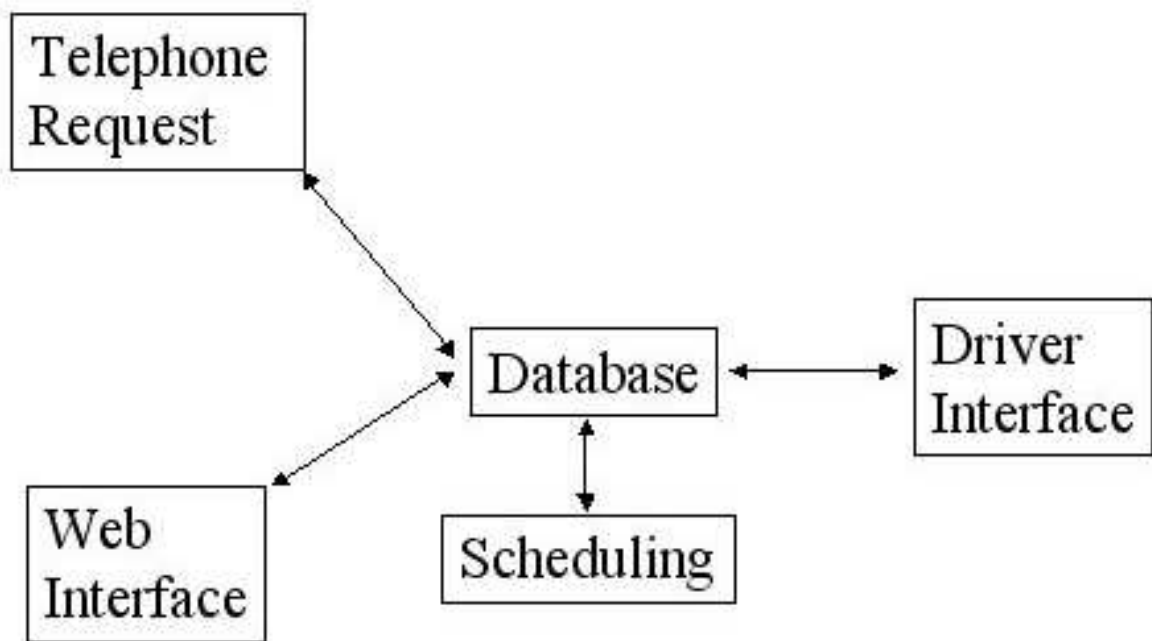 Telephone
Request
Database
Driver
Interface
Web
Interface
Scheduling